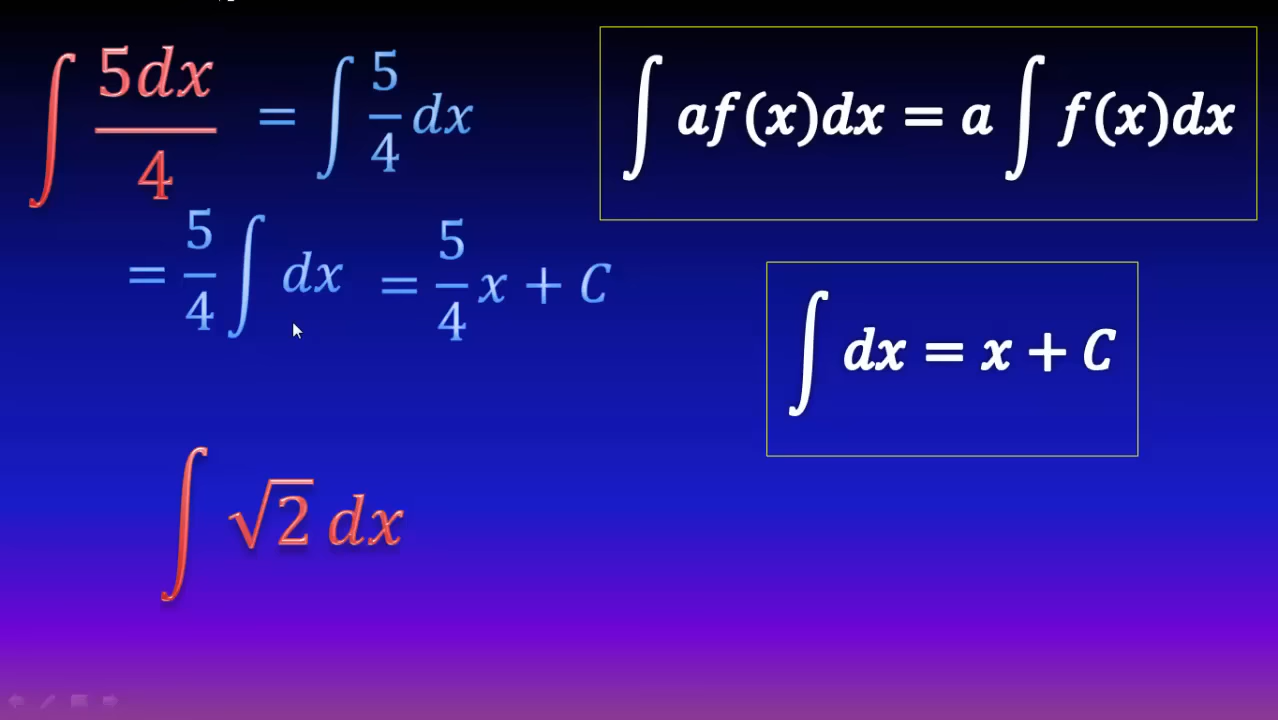 ∫ 5dx/4 = ∫ 5/4 dx
= 5/4 ∫ dx = 5/4 x + C
∫ √2 dx
∫ af(x)dx = a ∫ f(x)dx
∫ dx = x + C